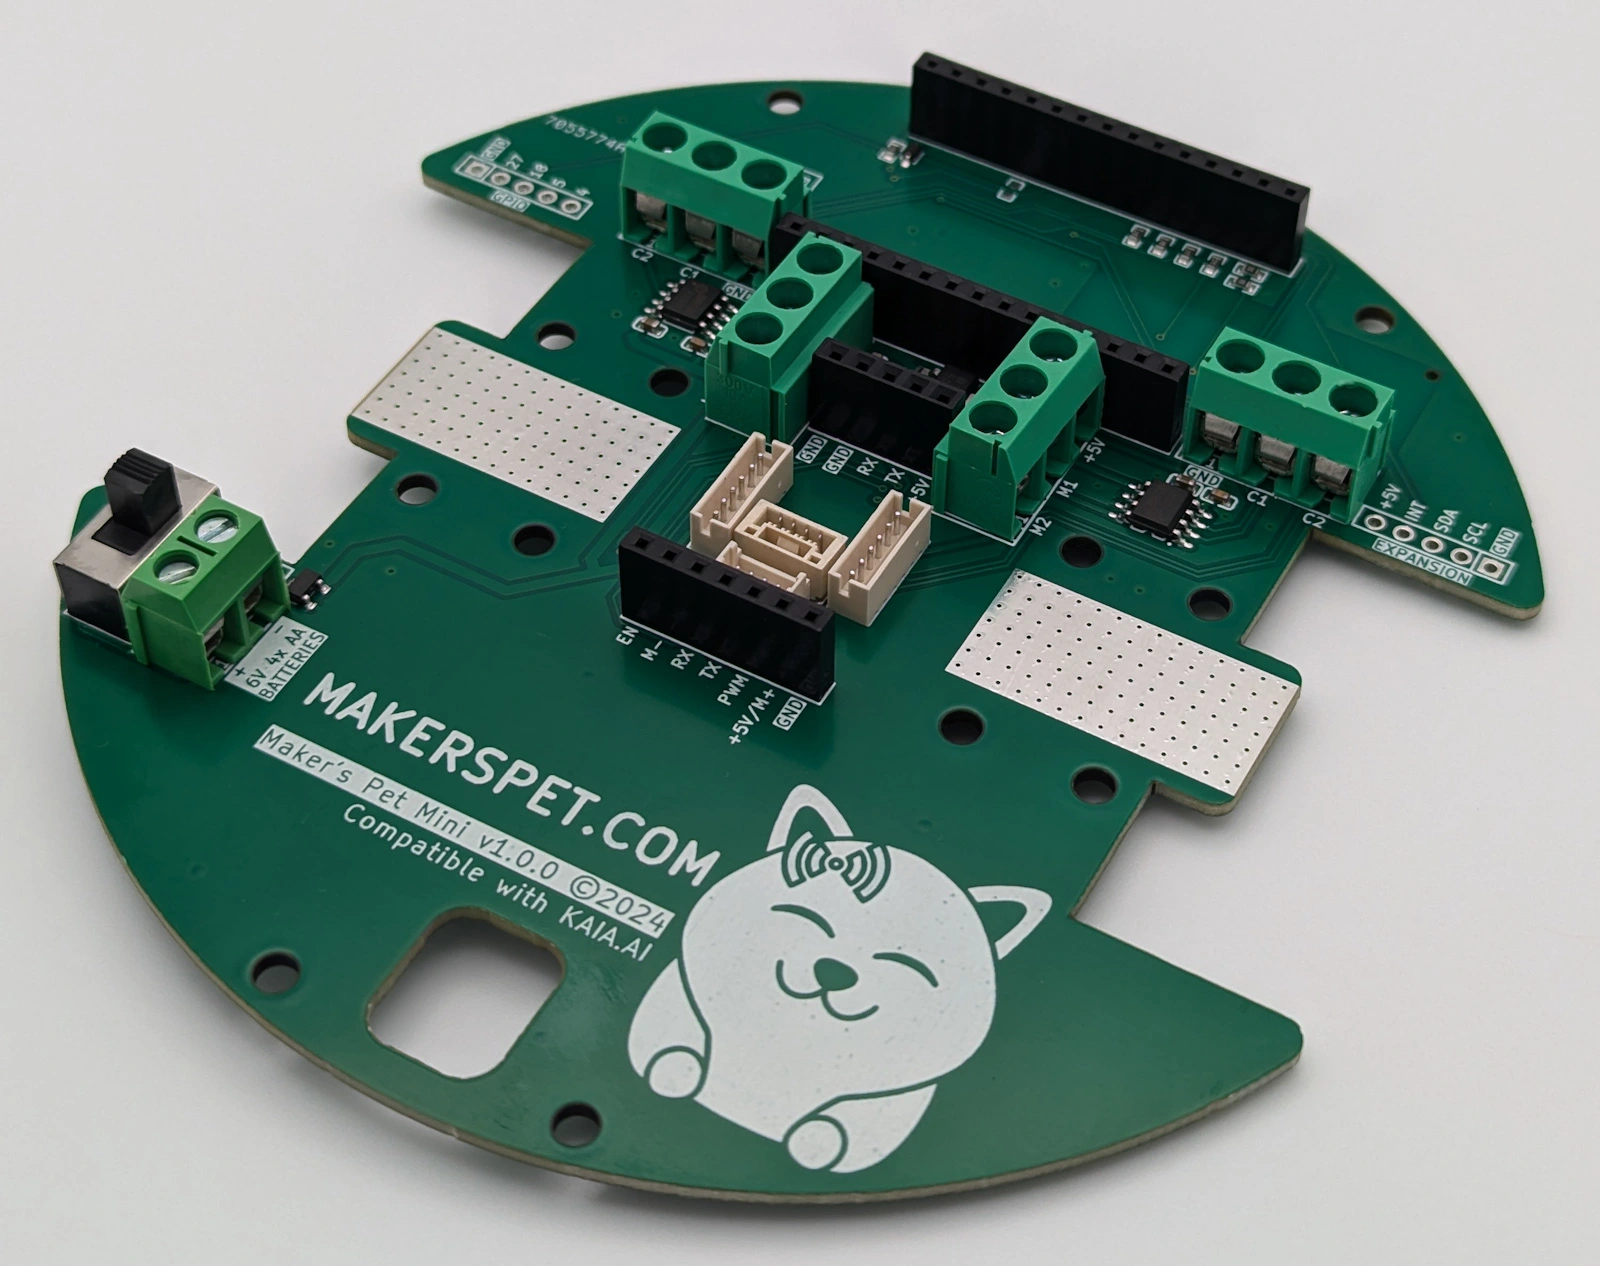 7055774A
GND
27
18
5
4
GPIO
C2
C1
GND
GND
GND
RX
TX
+5V
+5V
M1
M2
GND
C1
C2
+5V
INT
SDA
SCL
GND
EXPANSION
+ −
6V 4x AA
BATTERIES
EN
M-
RX
TX
PWM
+5V/M+
GND
MAKERSPET.COM
Maker's Pet Mini v1.0.0 ©2024
Compatible with KAIA.AI